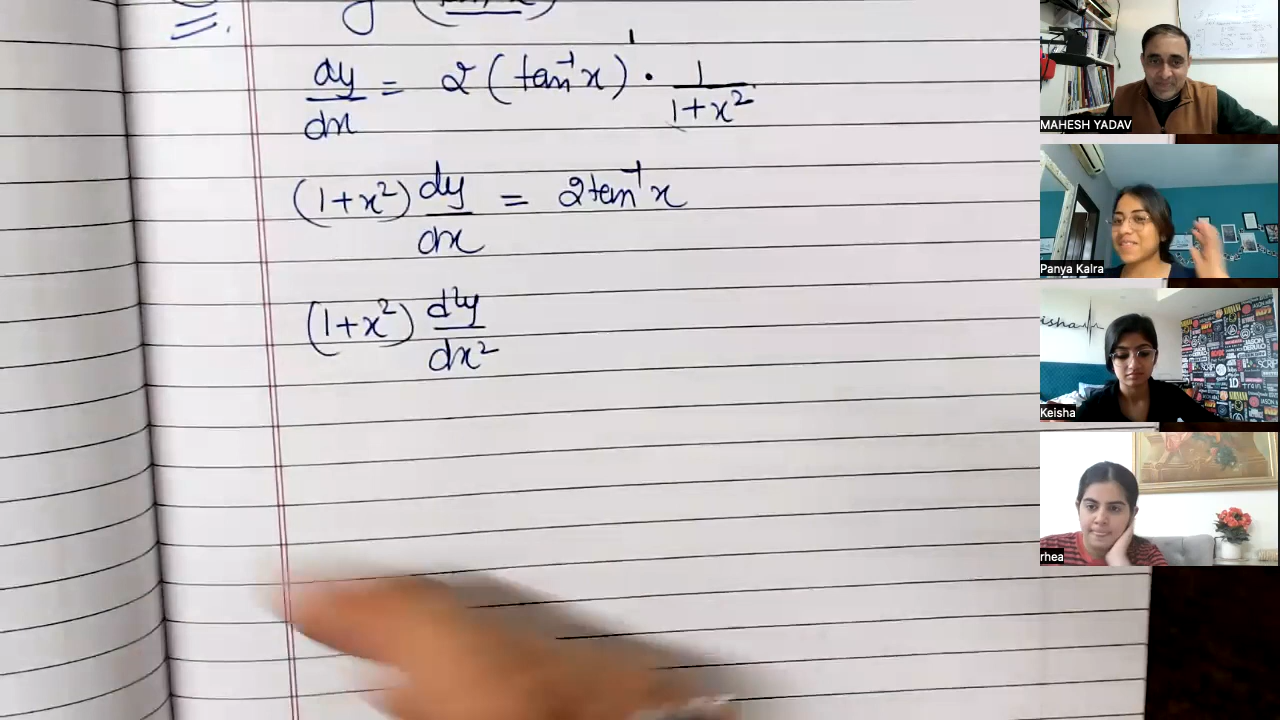 dy/dx = 2 (tan⁻¹x)¹ · 1/(1+x²)
(1+x²) dy/dx = 2tan⁻¹x
(1+x²) d²y/dx²
MAHESH YADAV
Panya Kalra
Keisha
rhea